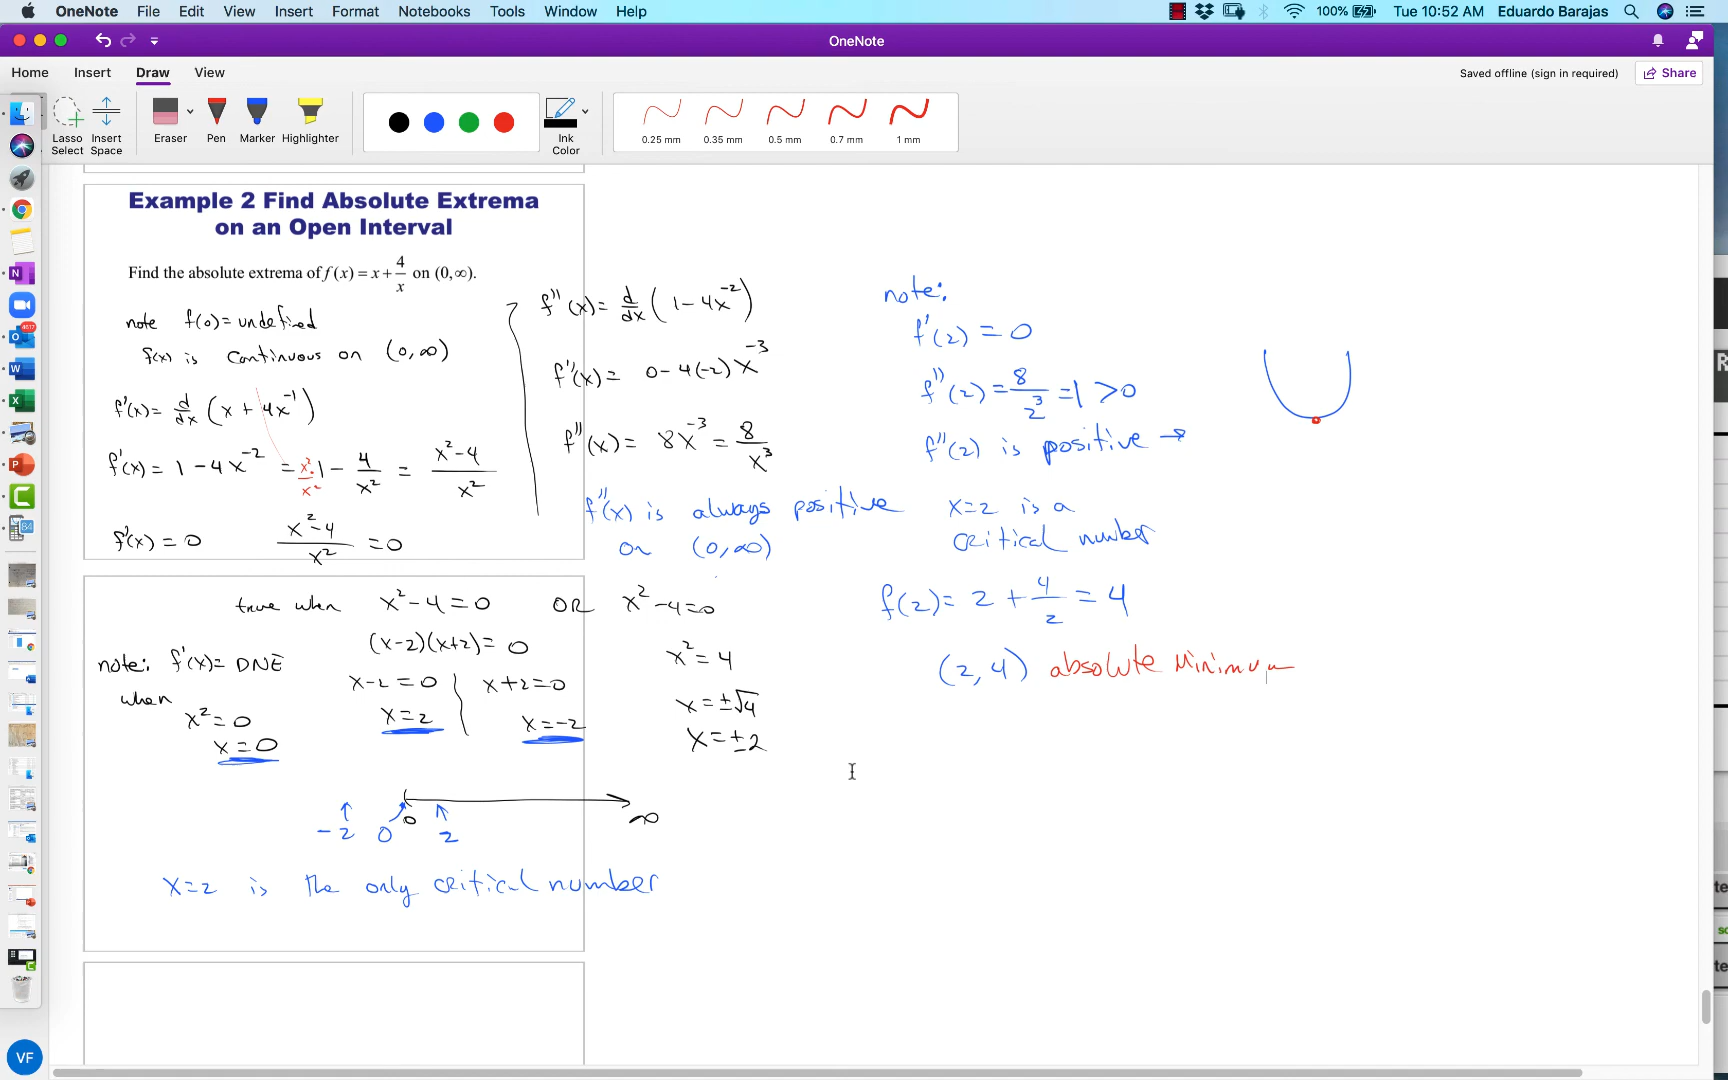 OneNote File Edit View Insert Format Notebooks Tools Window Help 100% Tue 10:52 AM Eduardo Barajas
OneNote
Home Insert Draw View Saved offline (sign in required) Share
Lasso Select Insert Space Eraser Pen Marker Highlighter Ink Color 0.25 mm 0.35 mm 0.5 mm 0.7 mm 1 mm
Example 2 Find Absolute Extrema
on an Open Interval
Find the absolute extrema of f(x) = x + 4/x on (0, ∞).
note f(0) = undefined
f(x) is continuous on (0, ∞)
f'(x) = d/dx (x + 4x^-1)
f'(x) = 1 - 4x^-2 = x²/x² · 1 - 4/x² = x²-4/x²
f'(x) = 0 x²-4/x² = 0
f''(x) = d/dx (1 - 4x^-2)
f''(x) = 0 - 4(-2)x^-3
f''(x) = 8x^-3 = 8/x³
f''(x) is always positive
on (0, ∞)
true when x² - 4 = 0 OR x² - 4 = 0
(x-2)(x+2) = 0
x-2 = 0 x+2 = 0
x = 2 x = -2
x² = 4
x = ±√4
x = ±2
note: f'(x) = DNE
when
x² = 0
x = 0
( 0 ∞
-2 0 2
x=2 is the only critical number
note:
f'(2) = 0
f''(2) = 8/2³ = 1 > 0
f''(2) is positive →
x=2 is a
critical number
f(2) = 2 + 4/2 = 4
(2, 4) absolute minimum
VF